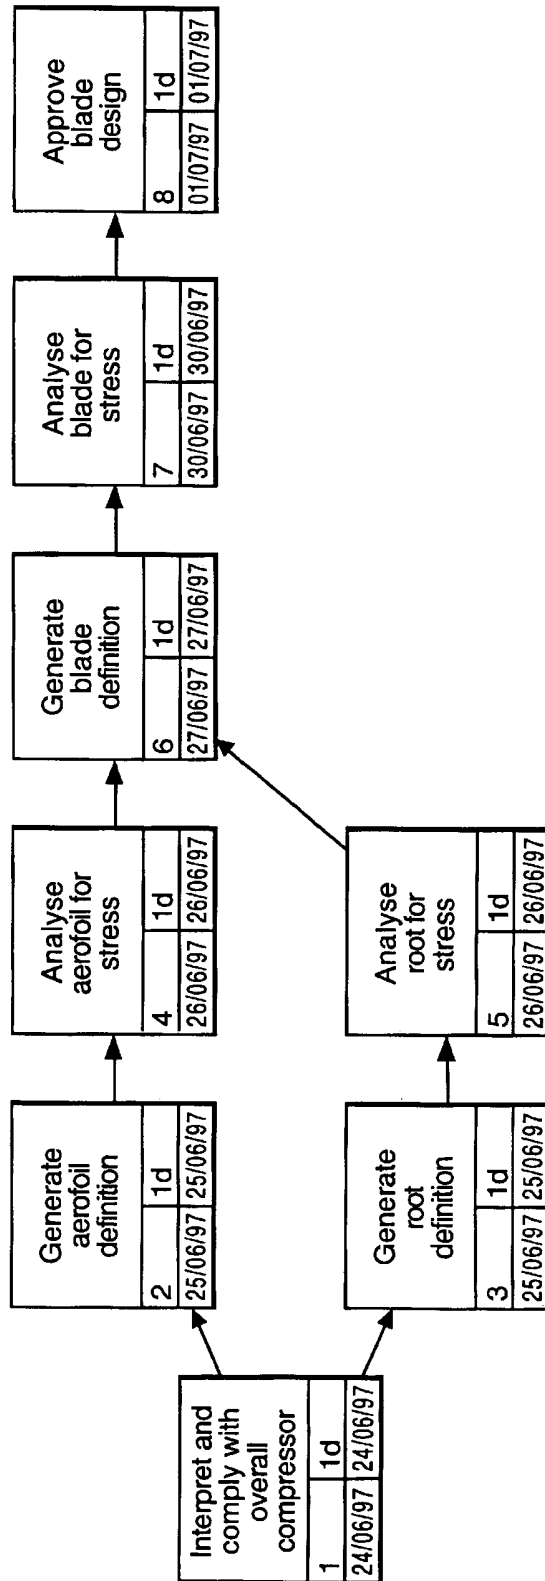 Interpret and
comply with
overall
compressor
1 1d
24/06/97 24/06/97
Generate
aerofoil
definition
2 1d
25/06/97 25/06/97
Generate
root
definition
3 1d
25/06/97 25/06/97
Analyse
aerofoil for
stress
4 1d
26/06/97 26/06/97
Analyse
root for
stress
5 1d
26/06/97 26/06/97
Generate
blade
definition
6 1d
27/06/97 27/06/97
Analyse
blade for
stress
7 1d
30/06/97 30/06/97
Approve
blade
design
8 1d
01/07/97 01/07/97